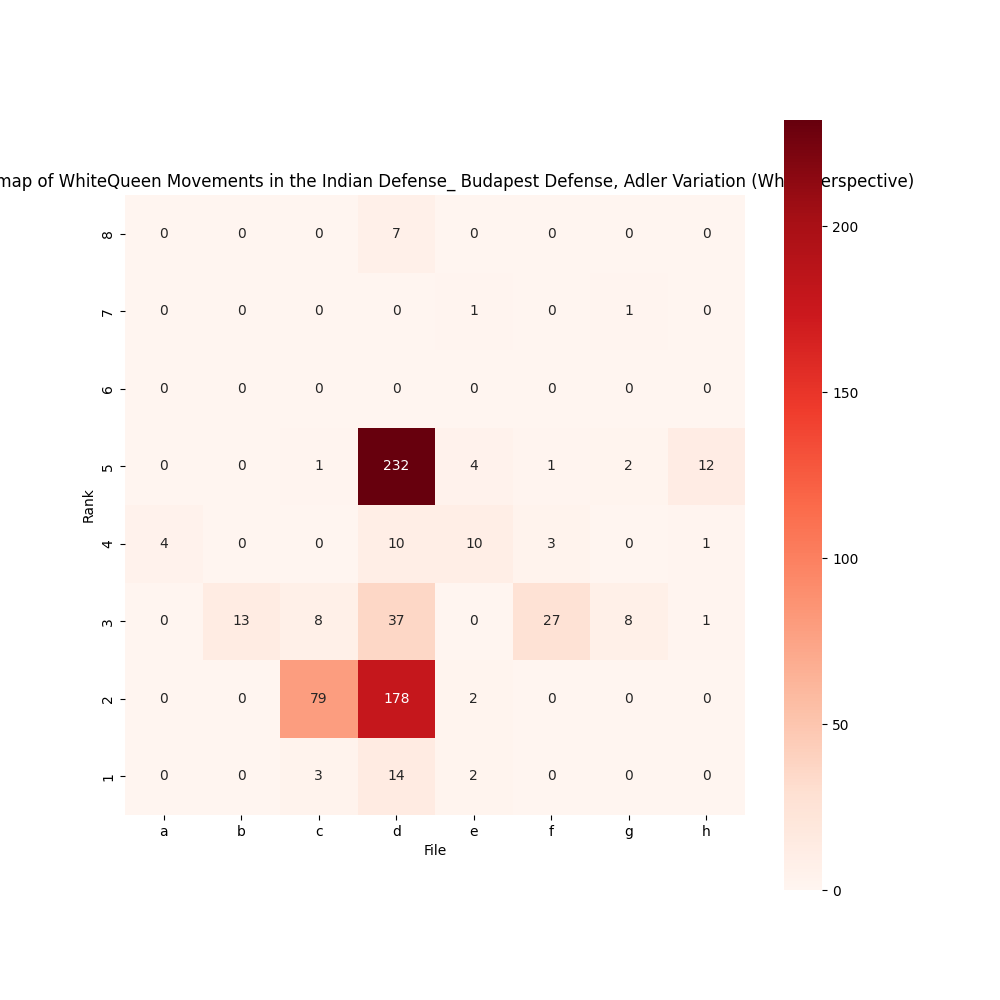 map of WhiteQueen Movements in the Indian Defense_ Budapest Defense, Adler Variation (Wh erspective)
8 0 0 0 7 0 0 0 0
7 0 0 0 0 1 0 1 0
6 0 0 0 0 0 0 0 0
5 0 0 1 232 4 1 2 12
Rank
4 4 0 0 10 10 3 0 1
3 0 13 8 37 0 27 8 1
2 0 0 79 178 2 0 0 0
1 0 0 3 14 2 0 0 0
a b c d e f g h
File
200
150
100
50
0